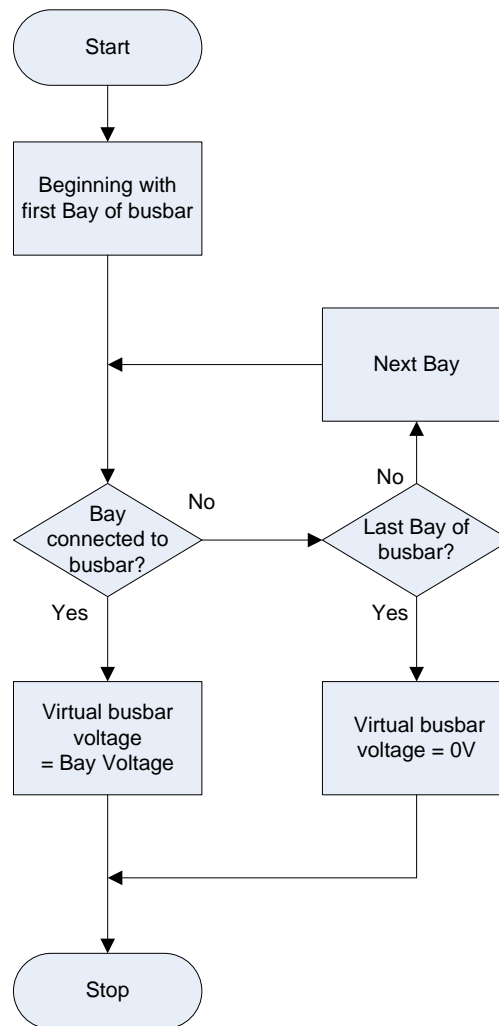 Start
Beginning with
first Bay of busbar
Next Bay
No
No
Bay
connected to
busbar?
Last Bay of
busbar?
Yes
Yes
Virtual busbar
voltage
= Bay Voltage
Virtual busbar
voltage = 0V
Stop